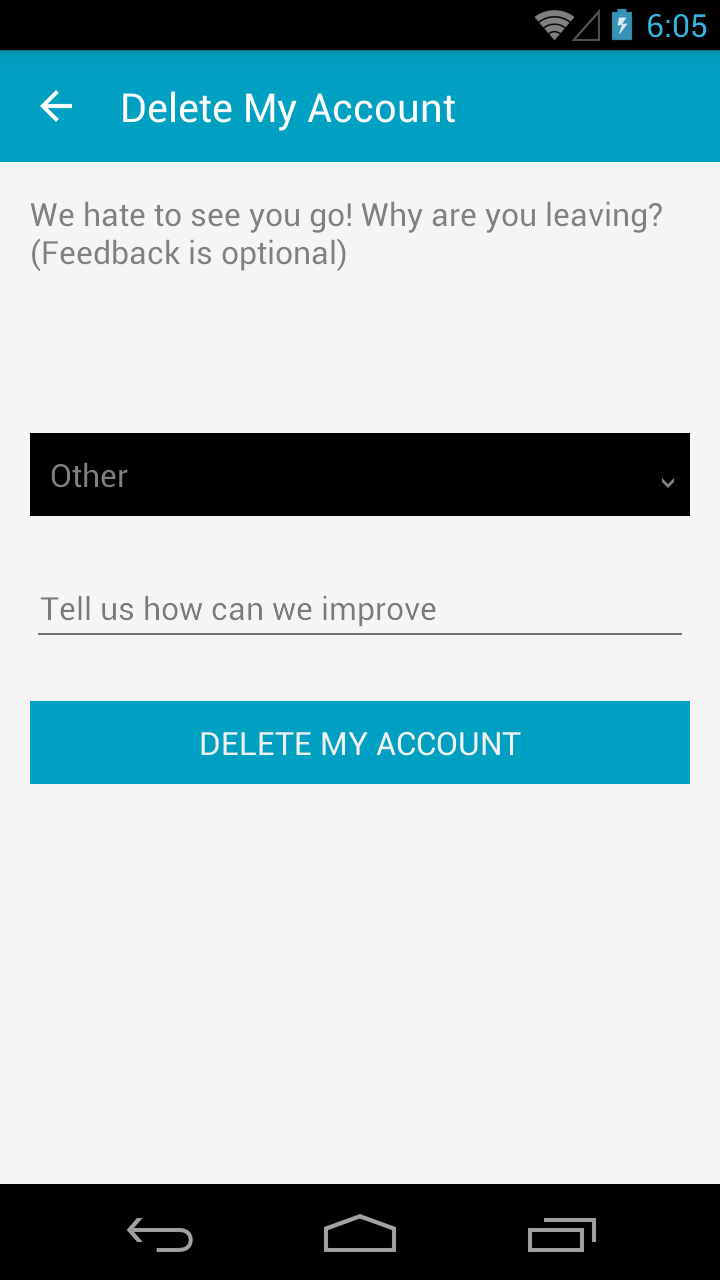 6:05
Delete My Account
We hate to see you go! Why are you leaving?
(Feedback is optional)
Other
Tell us how can we improve
DELETE MY ACCOUNT